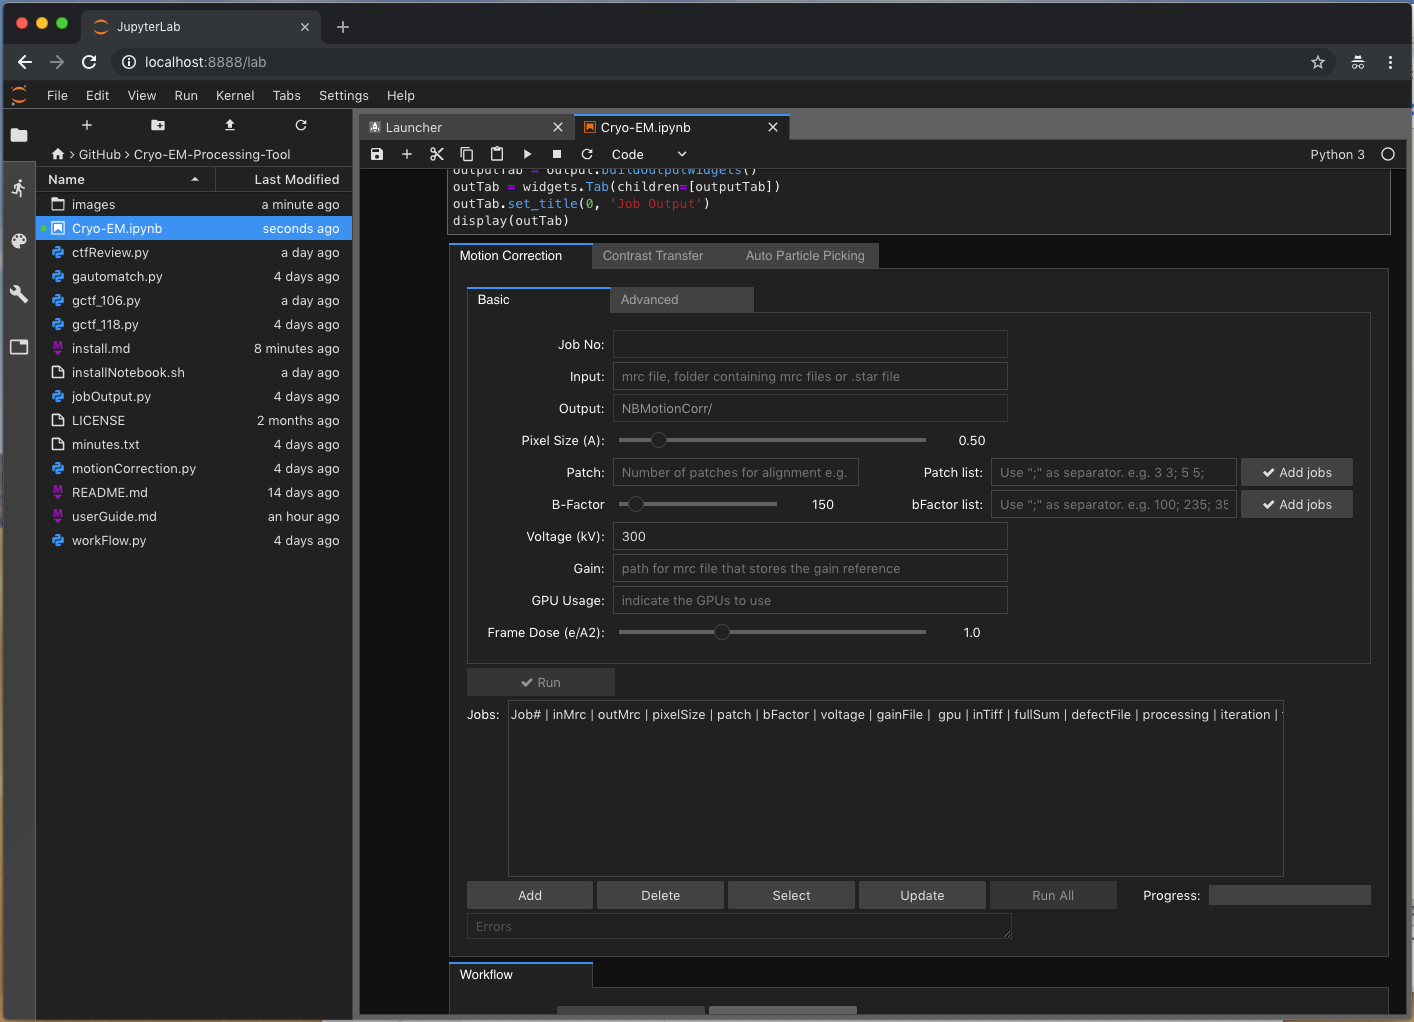 JupyterLab
localhost:8888/lab
File Edit View Run Kernel Tabs Settings Help
GitHub > Cryo-EM-Processing-Tool
Name Last Modified
images a minute ago
Cryo-EM.ipynb seconds ago
ctfReview.py a day ago
gautomatch.py 4 days ago
gctf_106.py a day ago
gctf_118.py 4 days ago
install.md 8 minutes ago
installNotebook.sh a day ago
jobOutput.py 4 days ago
LICENSE 2 months ago
minutes.txt 4 days ago
motionCorrection.py 4 days ago
README.md 14 days ago
userGuide.md an hour ago
workFlow.py 4 days ago
Launcher Cryo-EM.ipynb
Code Python 3
outputTab = output.buildOutputWidgets()
outTab = widgets.Tab(children=[outputTab])
outTab.set_title(0, 'Job Output')
display(outTab)
Motion Correction Contrast Transfer Auto Particle Picking
Basic Advanced
Job No:
Input: mrc file, folder containing mrc files or .star file
Output: NBMotionCorr/
Pixel Size (A): 0.50
Patch: Number of patches for alignment e.g. Patch list: Use ";" as separator. e.g. 3 3; 5 5; Add jobs
B-Factor 150 bFactor list: Use ";" as separator. e.g. 100; 235; 35 Add jobs
Voltage (kV): 300
Gain: path for mrc file that stores the gain reference
GPU Usage: indicate the GPUs to use
Frame Dose (e/A2): 1.0
Run
Jobs: Job# | inMrc | outMrc | pixelSize | patch | bFactor | voltage | gainFile | gpu | inTiff | fullSum | defectFile | processing | iteration |
Add Delete Select Update Run All Progress:
Errors
Workflow